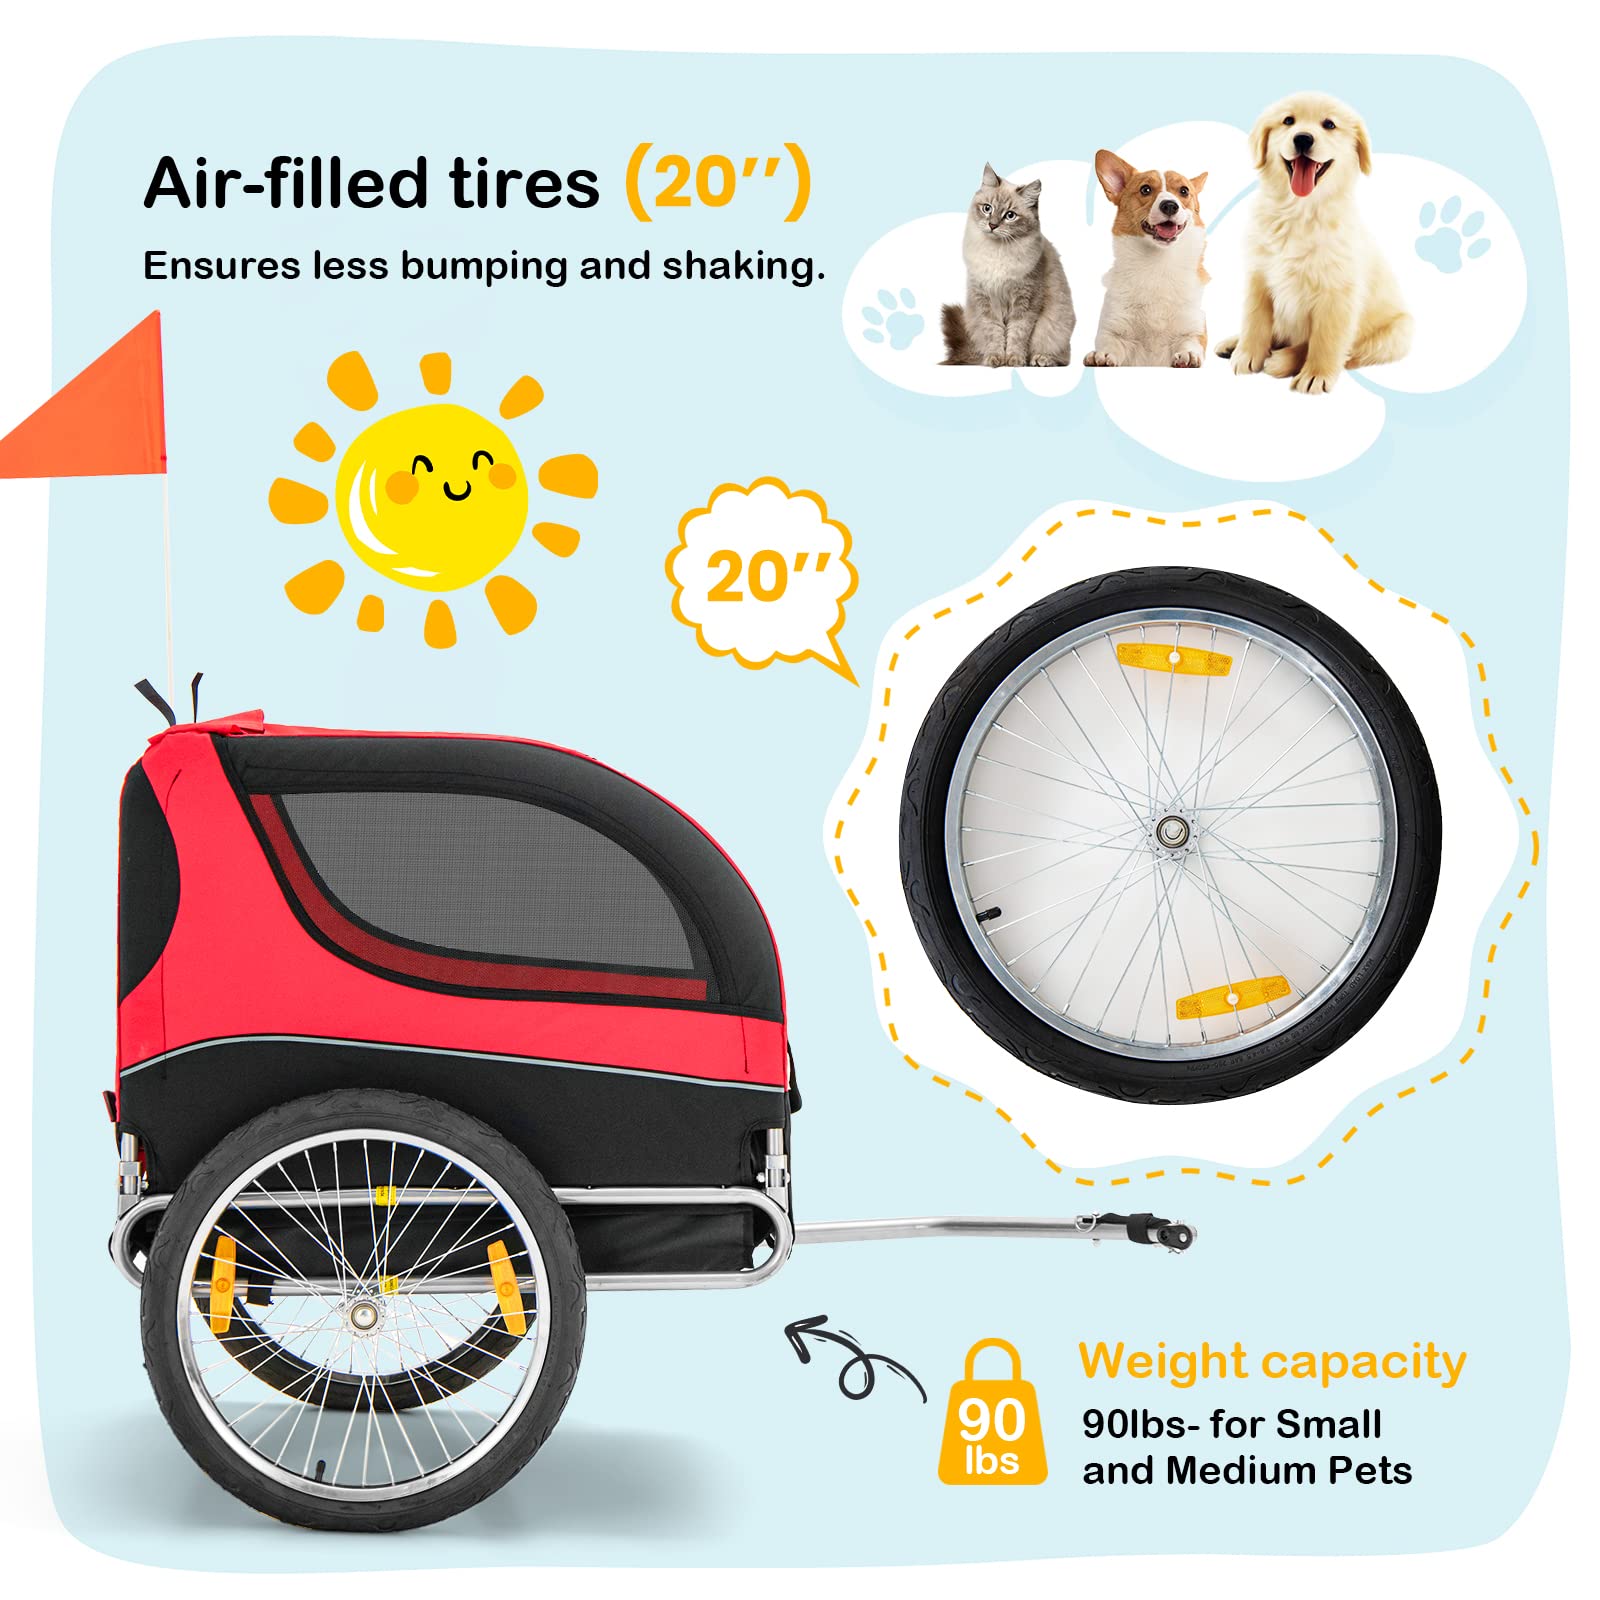 Air-filled tires (20’’)
Ensures less bumping and shaking.
20’’
90
lbs
Weight capacity
90lbs- for Small
and Medium Pets